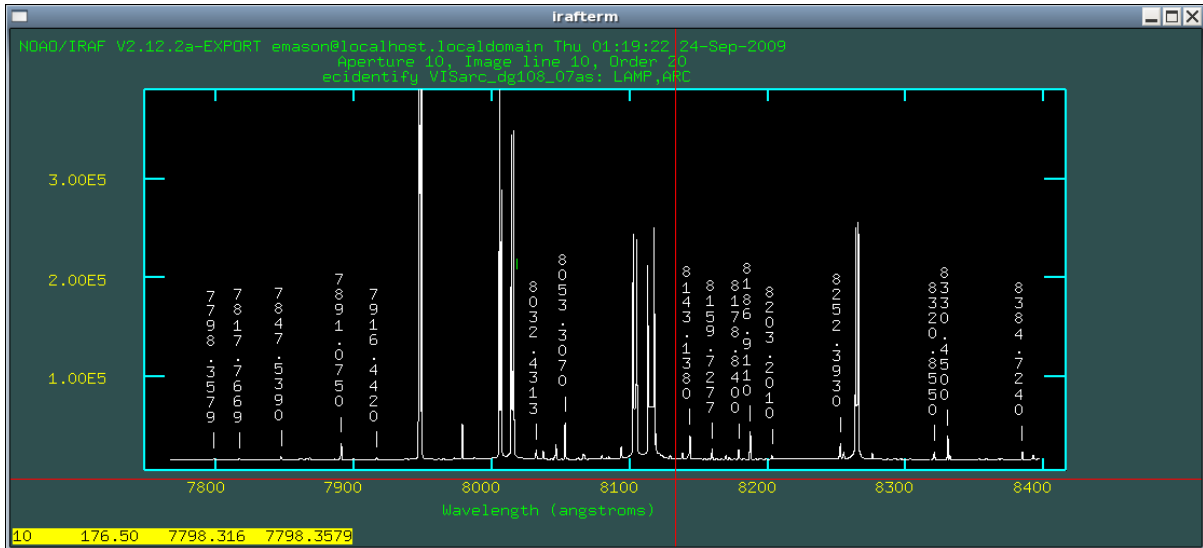 irafterm
NOAO/IRAF V2.12.2a-EXPORT emason@localhost.localdomain Thu 01:19:22 24-Sep-2009
Aperture 10, Image line 10, Order 20
ecidentify VISarc_dg108_07as: LAMP,ARC
3.00E5
2.00E5
1.00E5
7798.3579
7817.7669
7847.5390
7891.0750
7916.4420
8032.4313
8053.3070
8143.1380
8159.7277
8178.8400
8186.9110
8203.2010
8252.3930
8320.8550
8330.4500
8384.7240
7800 7900 8000 8100 8200 8300 8400
Wavelength (angstroms)
10 176.50 7798.316 7798.3579